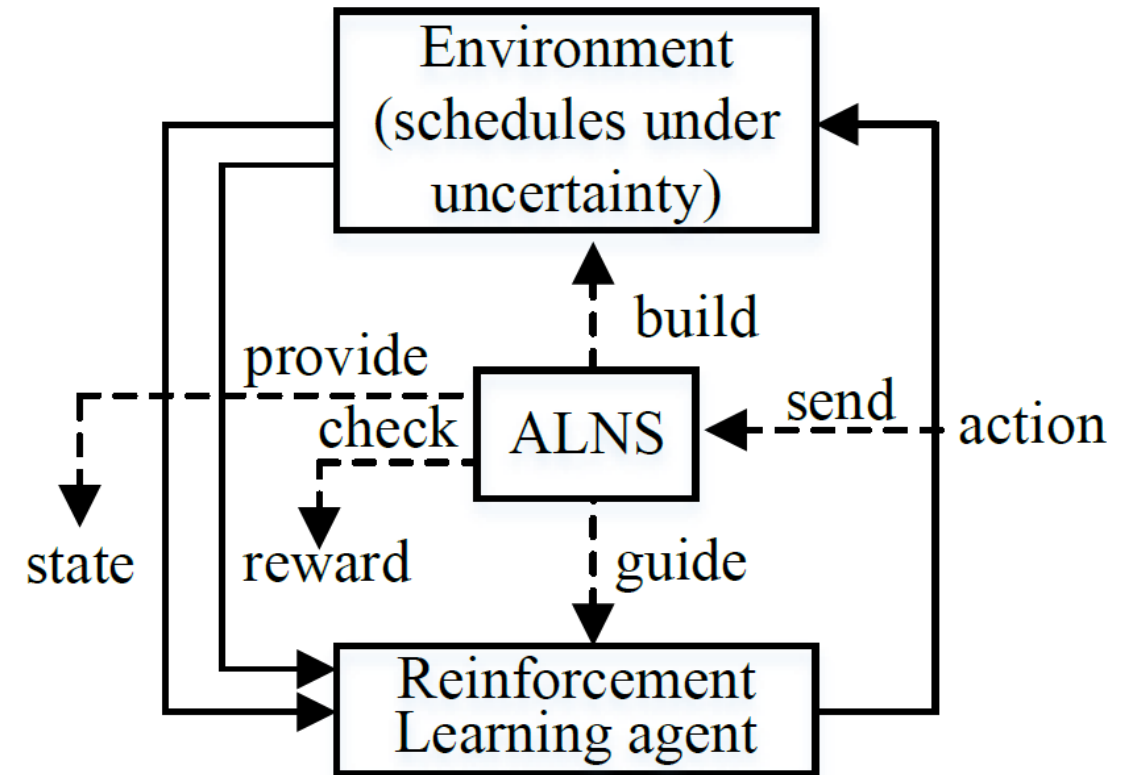 Environment
(schedules under
uncertainty)
build
provide
check
ALNS
send
action
state
reward
guide
Reinforcement
Learning agent